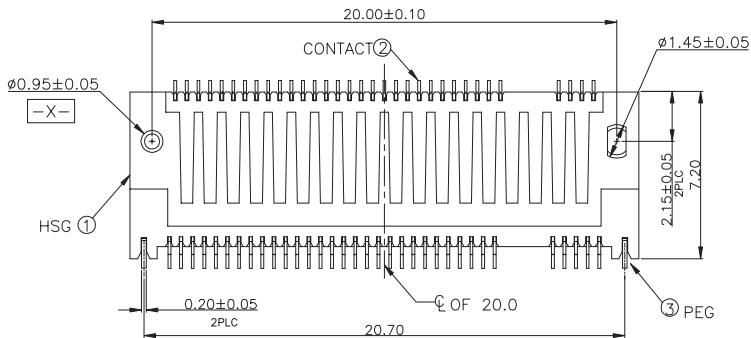 20.00±0.10
CONTACT②
ø1.45±0.05
ø0.95±0.05
-X-
2.15±0.05
2PLC
7.20
HSG ①
0.20±0.05
2PLC
℄ OF 20.0
③ PEG
20.70